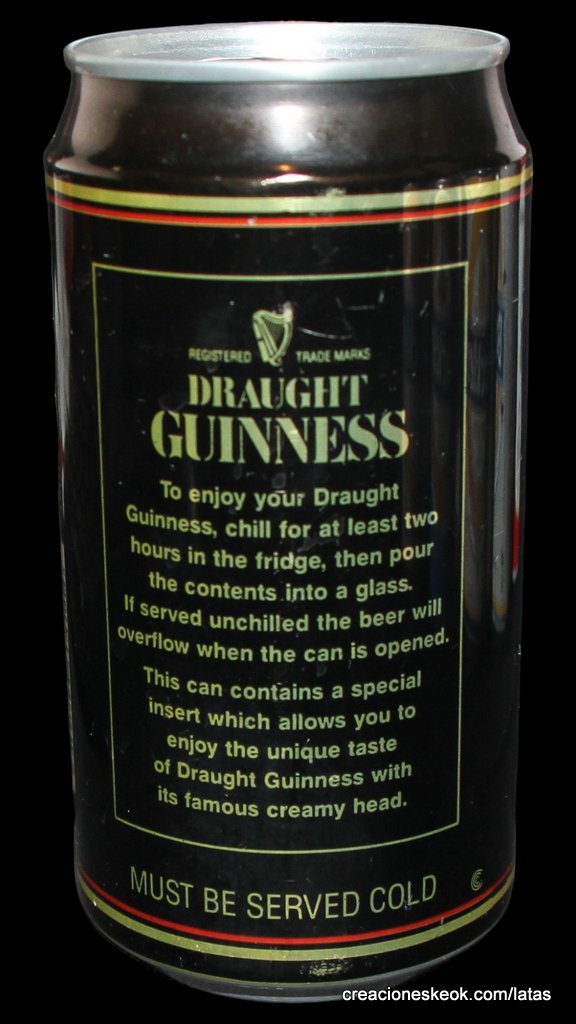 REGISTERED TRADE MARKS
DRAUGHT
GUINNESS
To enjoy your Draught
Guinness, chill for at least two
hours in the fridge, then pour
the contents into a glass.
If served unchilled the beer will
overflow when the can is opened.
This can contains a special
insert which allows you to
enjoy the unique taste
of Draught Guinness with
its famous creamy head.
MUST BE SERVED COLD
creacioneskeok.com/latas